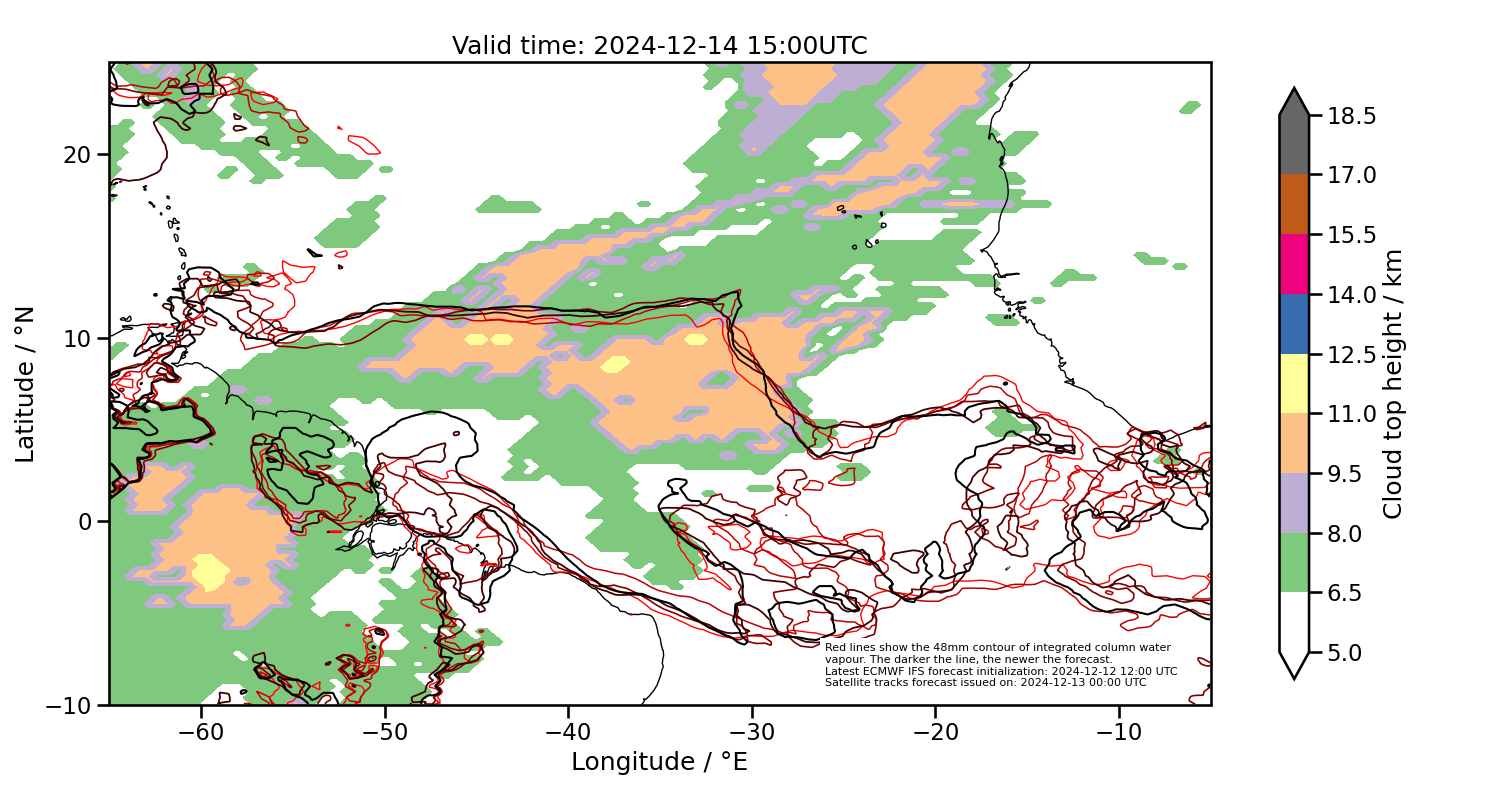 Valid time: 2024-12-14 15:00UTC
20
10
0
−10
Latitude / °N
−60
−50
−40
−30
−20
−10
Longitude / °E
Red lines show the 48mm contour of integrated column water
vapour. The darker the line, the newer the forecast.
Latest ECMWF IFS forecast initialization: 2024-12-12 12:00 UTC
Satellite tracks forecast issued on: 2024-12-13 00:00 UTC
18.5
17.0
15.5
14.0
12.5
11.0
9.5
8.0
6.5
5.0
Cloud top height / km